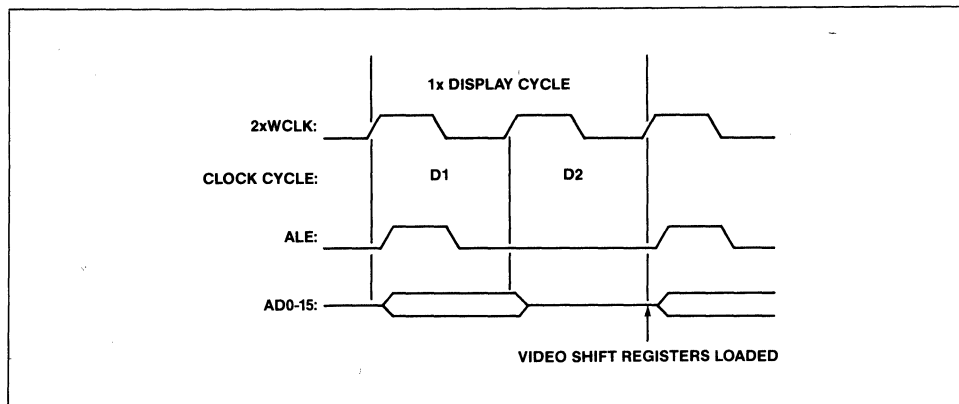 1x DISPLAY CYCLE
2xWCLK:
CLOCK CYCLE:
D1
D2
ALE:
AD0-15:
VIDEO SHIFT REGISTERS LOADED